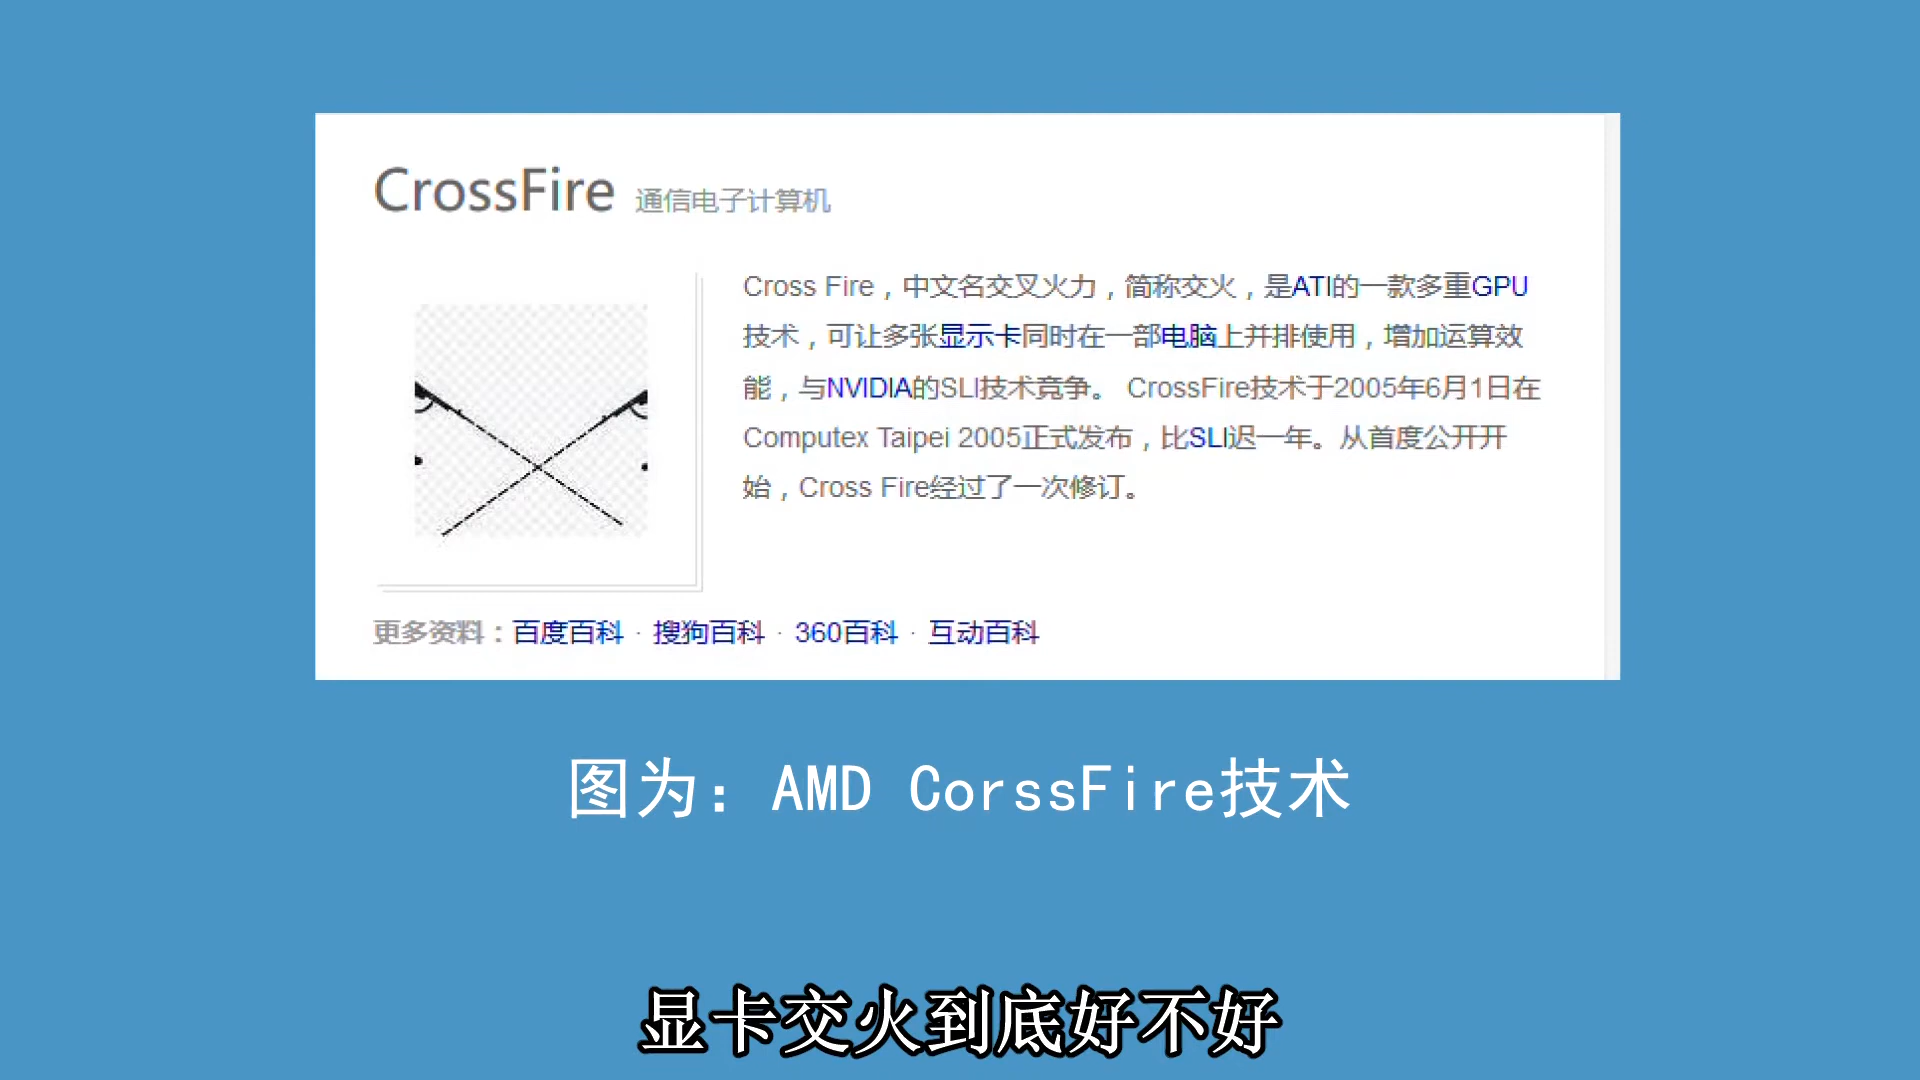 CrossFire 通信电子计算机
Cross Fire，中文名交叉火力，简称交火，是ATI的一款多重GPU
技术，可让多张显示卡同时在一部电脑上并排使用，增加运算效
能，与NVIDIA的SLI技术竞争。 CrossFire技术于2005年6月1日在
Computex Taipei 2005正式发布，比SLI迟一年。从首度公开开
始，Cross Fire经过了一次修订。
更多资料：百度百科 · 搜狗百科 · 360百科 · 互动百科
图为：AMD CorssFire技术
显卡交火到底好不好